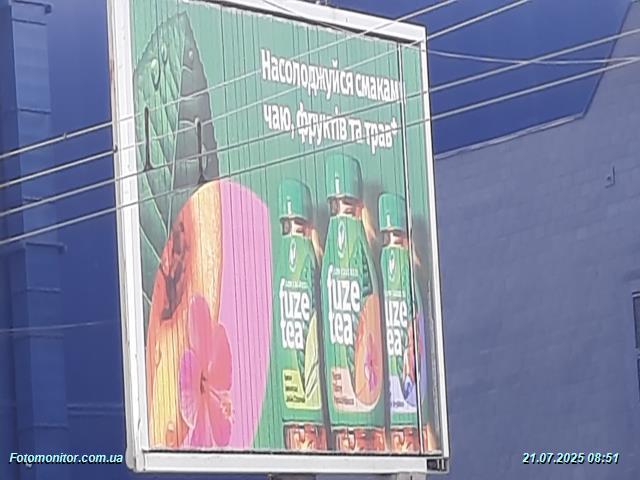 Насолоджуйся смаками
чаю, фруктів та трав*
fuze
tea
fuze
tea
fuze
tea
Fotomonitor.com.ua
21.07.2025 08:51